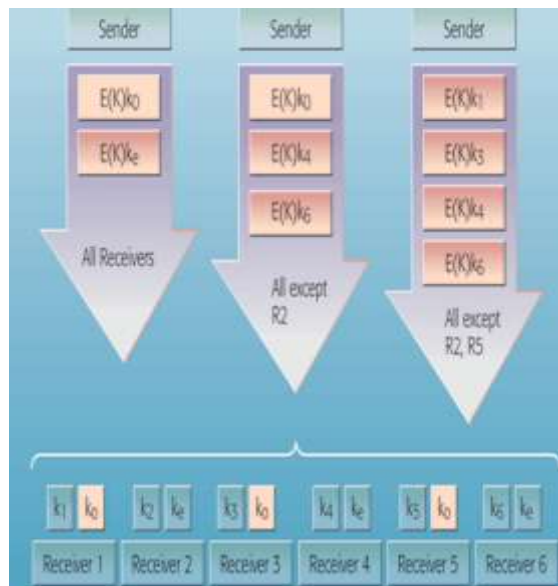 Sender
Sender
Sender
E(K)k₀
E(K)kₑ
All Receivers
E(K)k₀
E(K)k₄
E(K)k₆
All except
R2
E(K)k₁
E(K)k₃
E(K)k₄
E(K)k₆
All except
R2, R5
k₁ k₀ k₂ kₑ k₃ k₀ k₄ kₑ k₅ k₀ k₆ kₑ
Receiver 1 Receiver 2 Receiver 3 Receiver 4 Receiver 5 Receiver 6